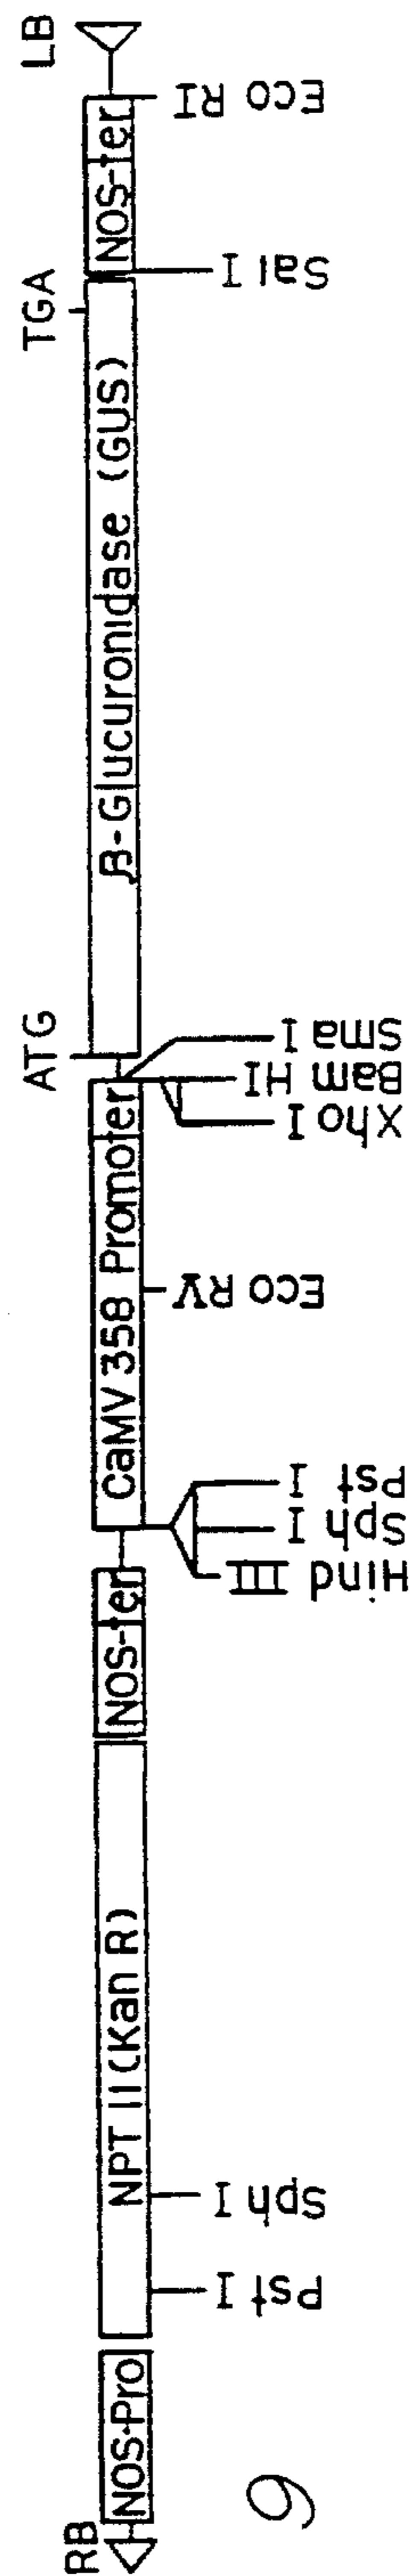 RB
NOS-Pro
NPT II (Kan R)
NOS-ter
CaMV 358 Promoter
ATG
β-Glucuronidase (GUS)
TGA
NOS-ter
LB
Pst I
Sph I
Hind III
Sph I
Pst I
Eco RV
Xho I
Bam HI
Sma I
Sal I
Eco RI
9